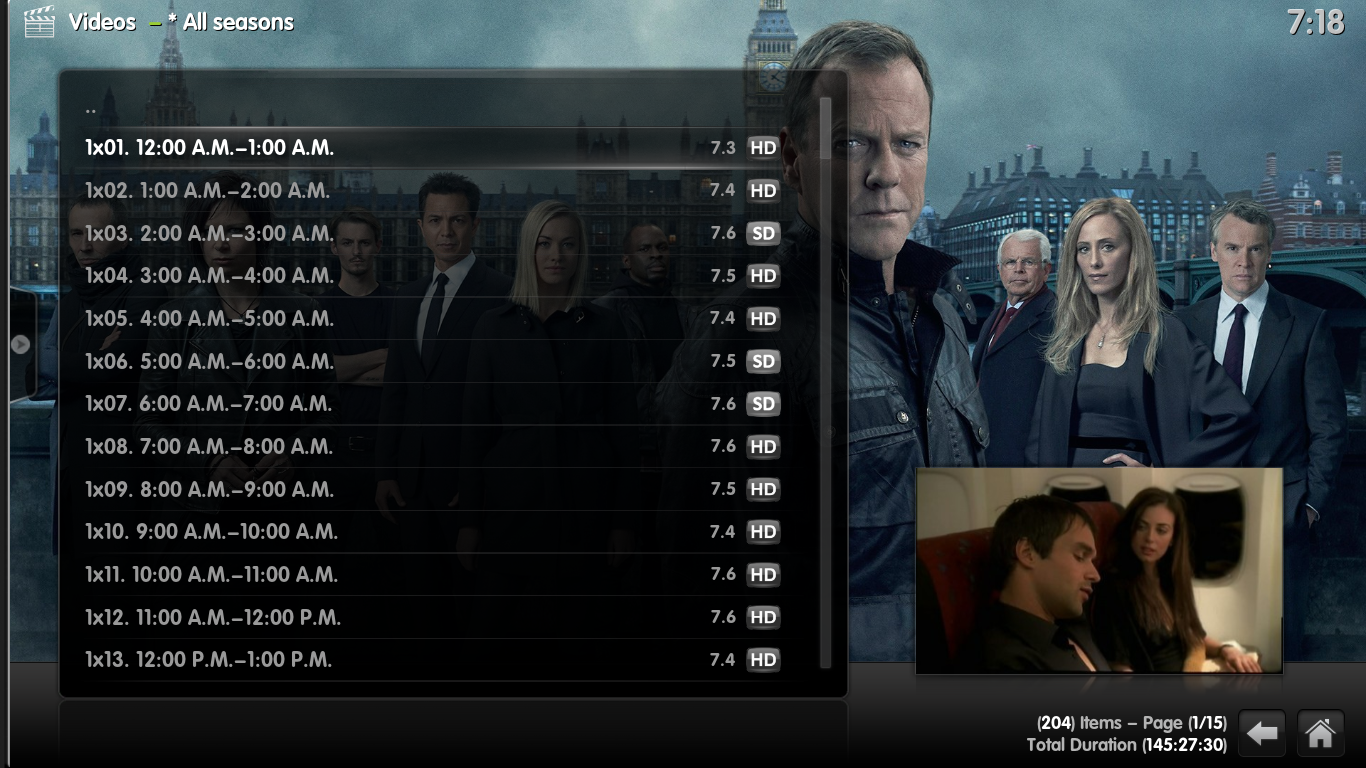 Videos – * All seasons
7:18
..
1x01. 12:00 A.M.–1:00 A.M. 7.3 HD
1x02. 1:00 A.M.–2:00 A.M. 7.4 HD
1x03. 2:00 A.M.–3:00 A.M. 7.6 SD
1x04. 3:00 A.M.–4:00 A.M. 7.5 HD
1x05. 4:00 A.M.–5:00 A.M. 7.4 HD
1x06. 5:00 A.M.–6:00 A.M. 7.5 SD
1x07. 6:00 A.M.–7:00 A.M. 7.6 SD
1x08. 7:00 A.M.–8:00 A.M. 7.6 HD
1x09. 8:00 A.M.–9:00 A.M. 7.5 HD
1x10. 9:00 A.M.–10:00 A.M. 7.4 HD
1x11. 10:00 A.M.–11:00 A.M. 7.6 HD
1x12. 11:00 A.M.–12:00 P.M. 7.6 HD
1x13. 12:00 P.M.–1:00 P.M. 7.4 HD
(204) Items – Page (1/15)
Total Duration (145:27:30)